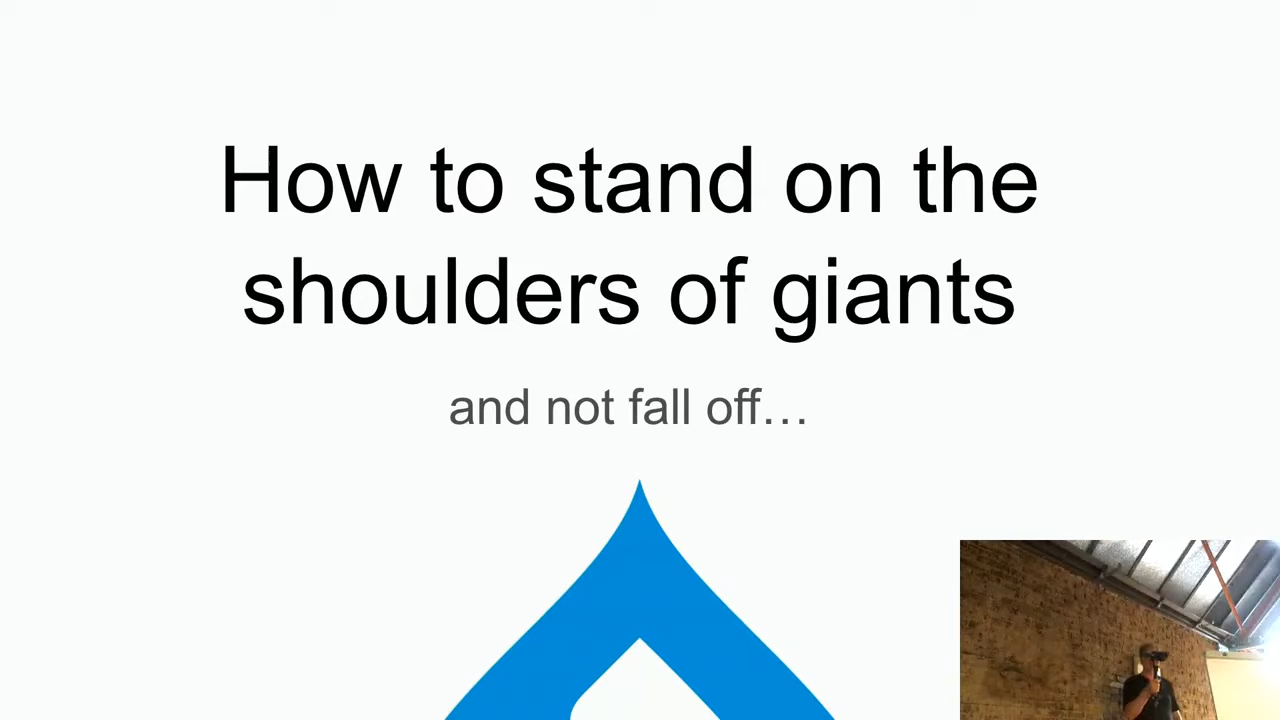 How to stand on the
shoulders of giants
and not fall off…